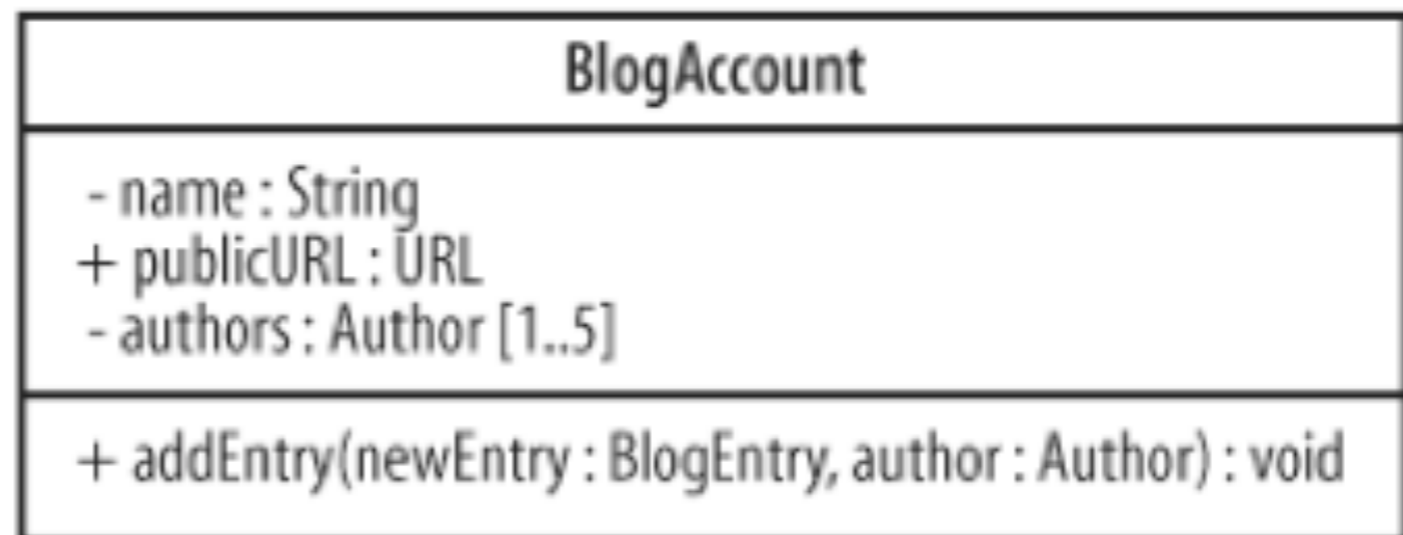 BlogAccount
- name : String
+ publicURL : URL
- authors : Author [1..5]
+ addEntry(newEntry : BlogEntry, author : Author) : void